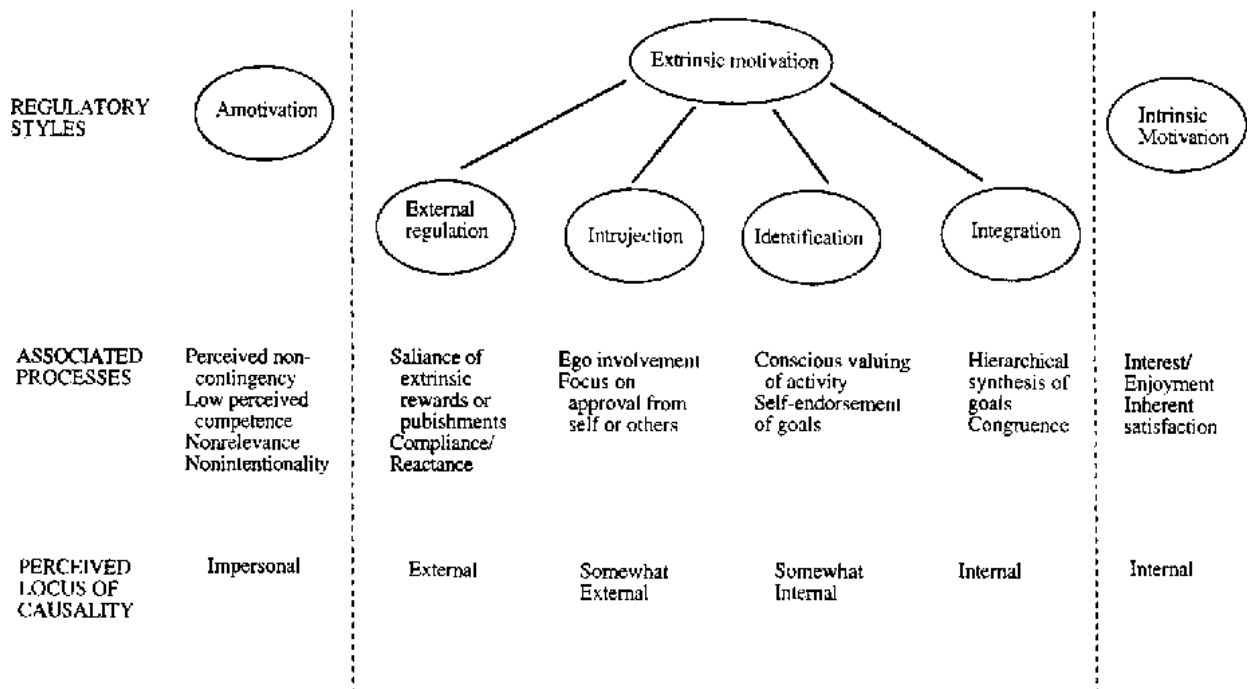 Extrinsic motivation
REGULATORY
STYLES
Amotivation
Intrinsic
Motivation
External
regulation
Introjection
Identification
Integration
ASSOCIATED
PROCESSES
Perceived non-
contingency
Low perceived
competence
Nonrelevance
Nonintentionality
Saliance of
extrinsic
rewards or
pubishments
Compliance/
Reactance
Ego involvement
Focus on
approval from
self or others
Conscious valuing
of activity
Self-endorsement
of goals
Hierarchical
synthesis of
goals
Congruence
Interest/
Enjoyment
Inherent
satisfaction
PERCEIVED
LOCUS OF
CAUSALITY
Impersonal
External
Somewhat
External
Somewhat
Internal
Internal
Internal